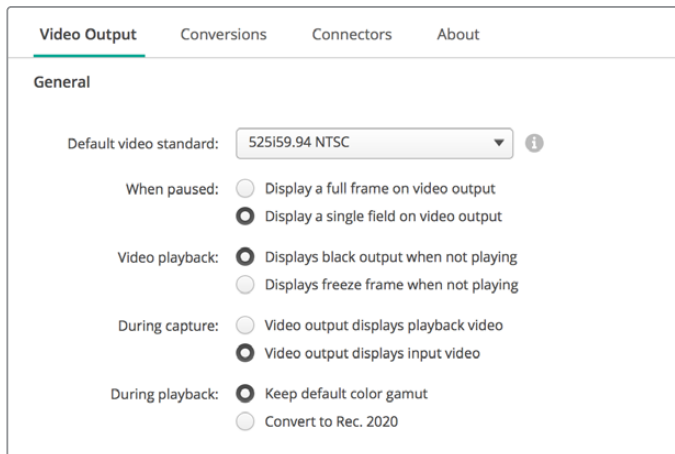 Video Output Conversions Connectors About
General
Default video standard: 525i59.94 NTSC
When paused: Display a full frame on video output
Display a single field on video output
Video playback: Displays black output when not playing
Displays freeze frame when not playing
During capture: Video output displays playback video
Video output displays input video
During playback: Keep default color gamut
Convert to Rec. 2020